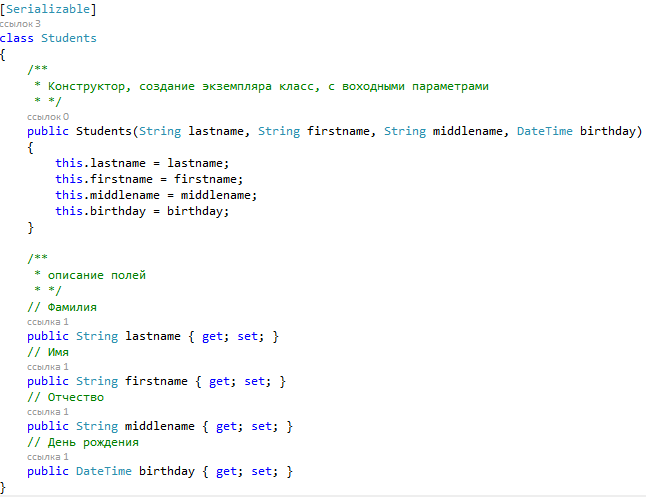 [Serializable]
ссылок 3
class Students
{
/**
* Конструктор, создание экземпляра класс, с воходными параметрами
* */
ссылок 0
public Students(String lastname, String firstname, String middlename, DateTime birthday)
{
this.lastname = lastname;
this.firstname = firstname;
this.middlename = middlename;
this.birthday = birthday;
}
/**
* описание полей
* */
// Фамилия
ссылка 1
public String lastname { get; set; }
// Имя
ссылка 1
public String firstname { get; set; }
// Отчество
ссылка 1
public String middlename { get; set; }
// День рождения
ссылка 1
public DateTime birthday { get; set; }
}